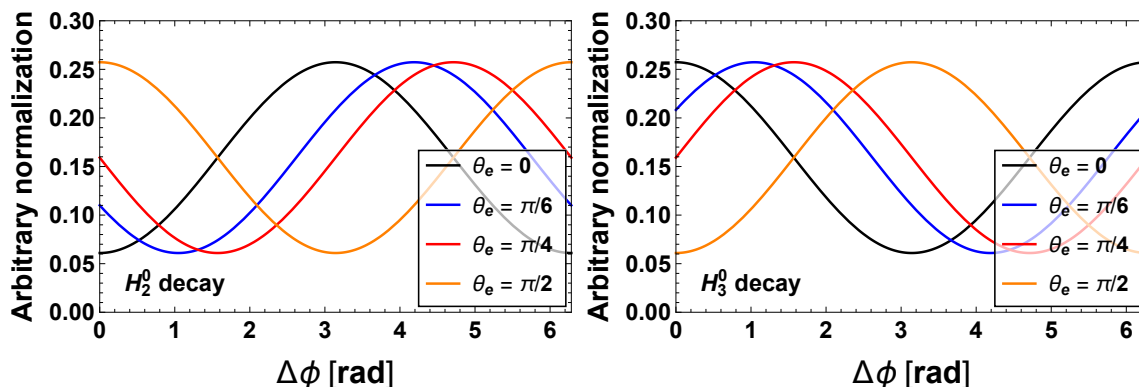 Arbitrary normalization
0.30
0.25
0.20
0.15
0.10
0.05
0.00
0 1 2 3 4 5 6
Δϕ [rad]
H₂⁰ decay
θₑ = 0
θₑ = π/6
θₑ = π/4
θₑ = π/2
Arbitrary normalization
0.30
0.25
0.20
0.15
0.10
0.05
0.00
0 1 2 3 4 5 6
Δϕ [rad]
H₃⁰ decay
θₑ = 0
θₑ = π/6
θₑ = π/4
θₑ = π/2